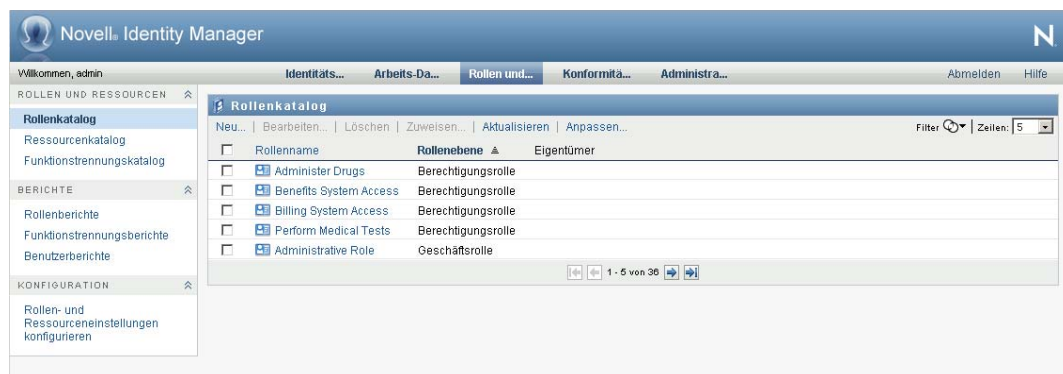 Novell® Identity Manager
N
Willkommen, admin
Identitäts... Arbeits-Da... Rollen und... Konformitä... Administra... Abmelden Hilfe
ROLLEN UND RESSOURCEN
Rollenkatalog
Ressourcenkatalog
Funktionstrennungskatalog
BERICHTE
Rollenberichte
Funktionstrennungsberichte
Benutzerberichte
KONFIGURATION
Rollen- und
Ressourceneinstellungen
konfigurieren
Rollenkatalog
Neu... | Bearbeiten... | Löschen | Zuweisen... | Aktualisieren | Anpassen... Filter | Zeilen: 5
Rollenname Rollenebene Eigentümer
Administer Drugs Berechtigungsrolle
Benefits System Access Berechtigungsrolle
Billing System Access Berechtigungsrolle
Perform Medical Tests Berechtigungsrolle
Administrative Role Geschäftsrolle
1 - 5 von 36